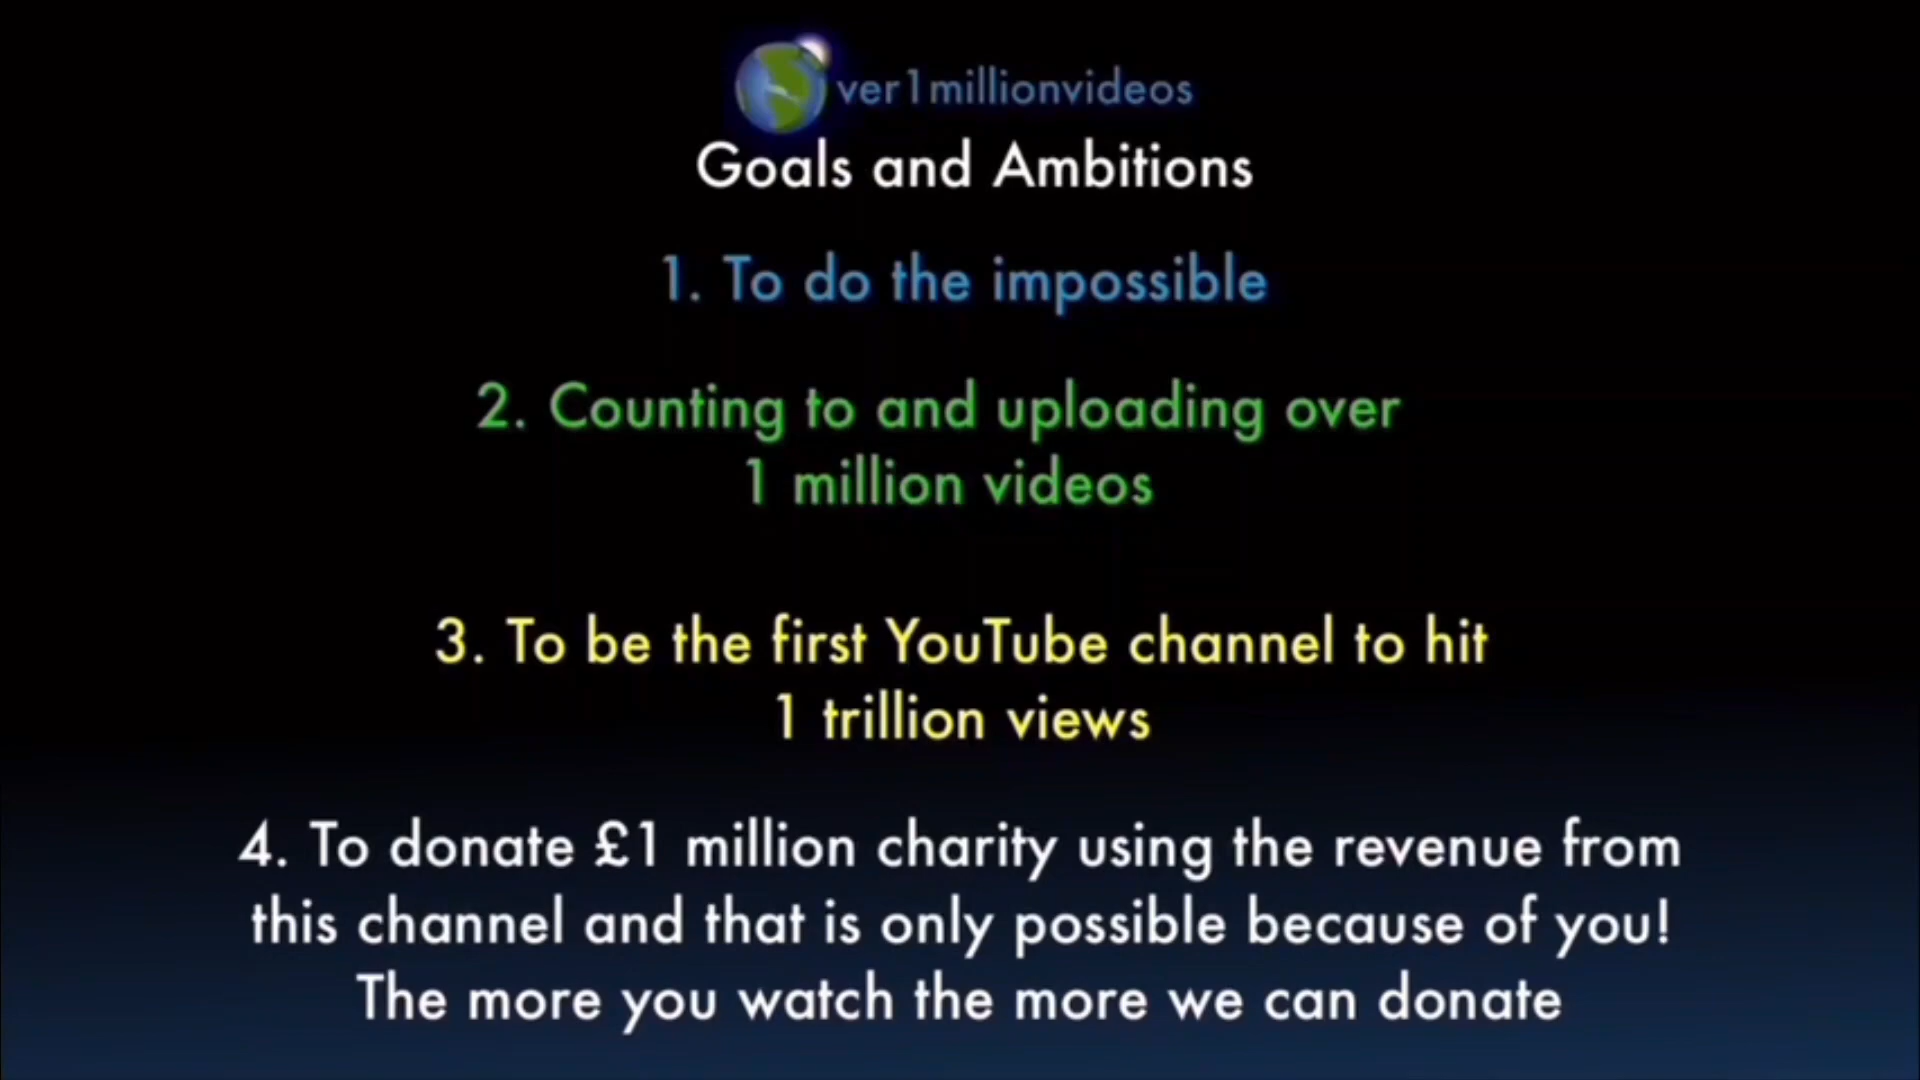 ver1millionvideos
Goals and Ambitions
1. To do the impossible
2. Counting to and uploading over
1 million videos
3. To be the first YouTube channel to hit
1 trillion views
4. To donate £1 million charity using the revenue from
this channel and that is only possible because of you!
The more you watch the more we can donate